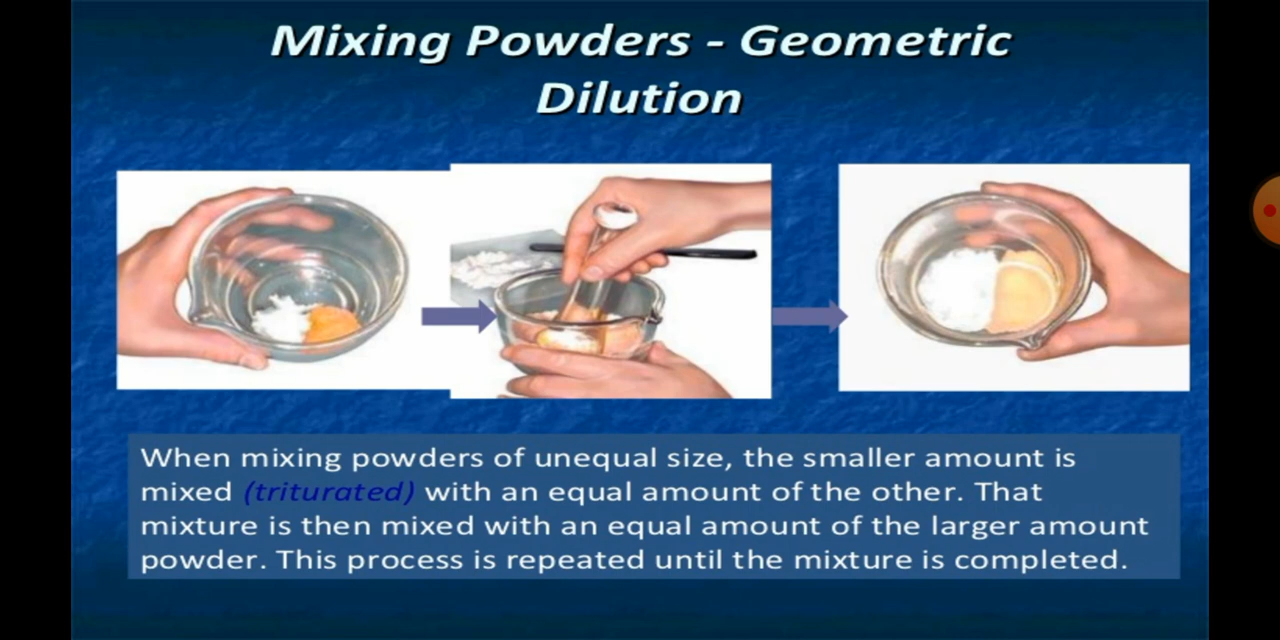 Mixing Powders - Geometric
Dilution
When mixing powders of unequal size, the smaller amount is
mixed (triturated) with an equal amount of the other. That
mixture is then mixed with an equal amount of the larger amount
powder. This process is repeated until the mixture is completed.